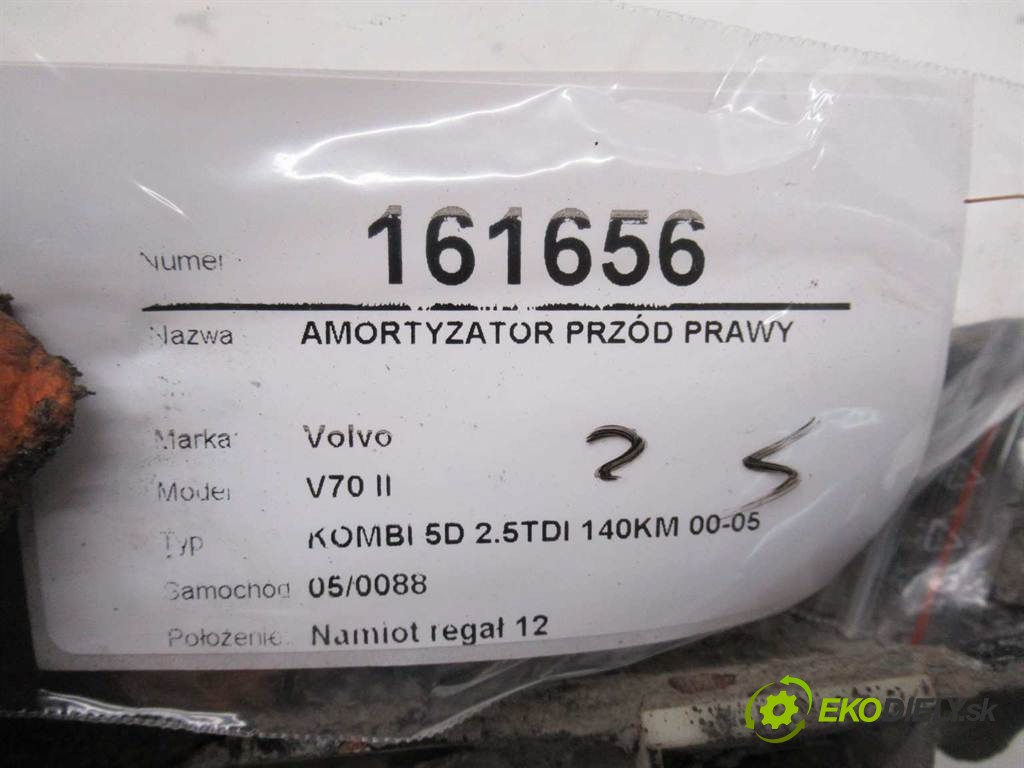 Numer 161656
Nazwa AMORTYZATOR PRZÓD PRAWY
Marka Volvo
Model V70 II
Typ KOMBI 5D 2.5TDI 140KM 00-05
Samochód 05/0088
Położenie: Namiot regał 12
EKODIELY.sk